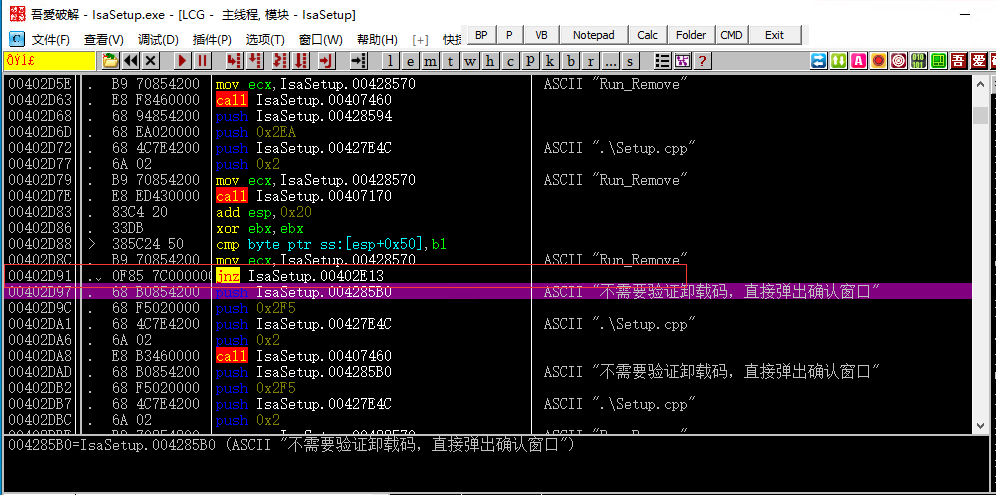 吾愛破解 - IsaSetup.exe - [LCG - 主线程, 模块 - IsaSetup]
文件(F) 查看(V) 调试(D) 插件(P) 选项(T) 窗口(W) 帮助(H) [+] 快捷 BP P VB Notepad Calc Folder CMD Exit
l e m t w h c p k b r ... s ?
00402D5E . B9 70854200 mov ecx,IsaSetup.00428570 ASCII "Run_Remove"
00402D63 . E8 F8460000 call IsaSetup.00407460
00402D68 . 68 94854200 push IsaSetup.00428594
00402D6D . 68 EA020000 push 0x2EA
00402D72 . 68 4C7E4200 push IsaSetup.00427E4C ASCII ".\Setup.cpp"
00402D77 . 6A 02 push 0x2
00402D79 . B9 70854200 mov ecx,IsaSetup.00428570 ASCII "Run_Remove"
00402D7E . E8 ED430000 call IsaSetup.00407170
00402D83 . 83C4 20 add esp,0x20
00402D86 . 33DB xor ebx,ebx
00402D88 > 385C24 50 cmp byte ptr ss:[esp+0x50],bl
00402D8C . B9 70854200 mov ecx,IsaSetup.00428570 ASCII "Run_Remove"
00402D91 . 0F85 7C000000 jnz IsaSetup.00402E13
00402D97 . 68 B0854200 push IsaSetup.004285B0 ASCII "不需要验证卸载码，直接弹出确认窗口"
00402D9C . 68 F5020000 push 0x2F5
00402DA1 . 68 4C7E4200 push IsaSetup.00427E4C ASCII ".\Setup.cpp"
00402DA6 . 6A 02 push 0x2
00402DA8 . E8 B3460000 call IsaSetup.00407460
00402DAD . 68 B0854200 push IsaSetup.004285B0 ASCII "不需要验证卸载码，直接弹出确认窗口"
00402DB2 . 68 F5020000 push 0x2F5
00402DB7 . 68 4C7E4200 push IsaSetup.00427E4C ASCII ".\Setup.cpp"
00402DBC . 6A 02 push 0x2
004285B0=IsaSetup.004285B0 (ASCII "不需要验证卸载码，直接弹出确认窗口")